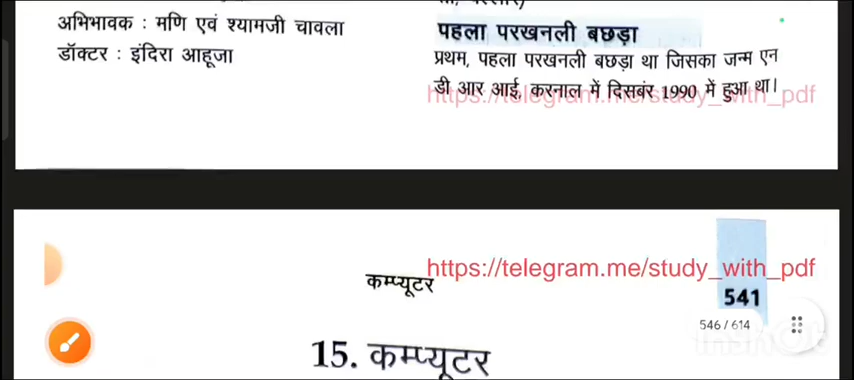 अभिभावक : मणि एवं श्यामजी चावला
डॉक्टर : इंदिरा आहूजा
पहला परखनली बछड़ा
प्रथम, पहला परखनली बछड़ा था जिसका जन्म एन
डी आर आई, करनाल में दिसबंर 1990 में हुआ था।
https://telegram.me/study_with_pdf
https://telegram.me/study_with_pdf
कम्प्यूटर
541
546 / 614
15. कम्प्यूटर